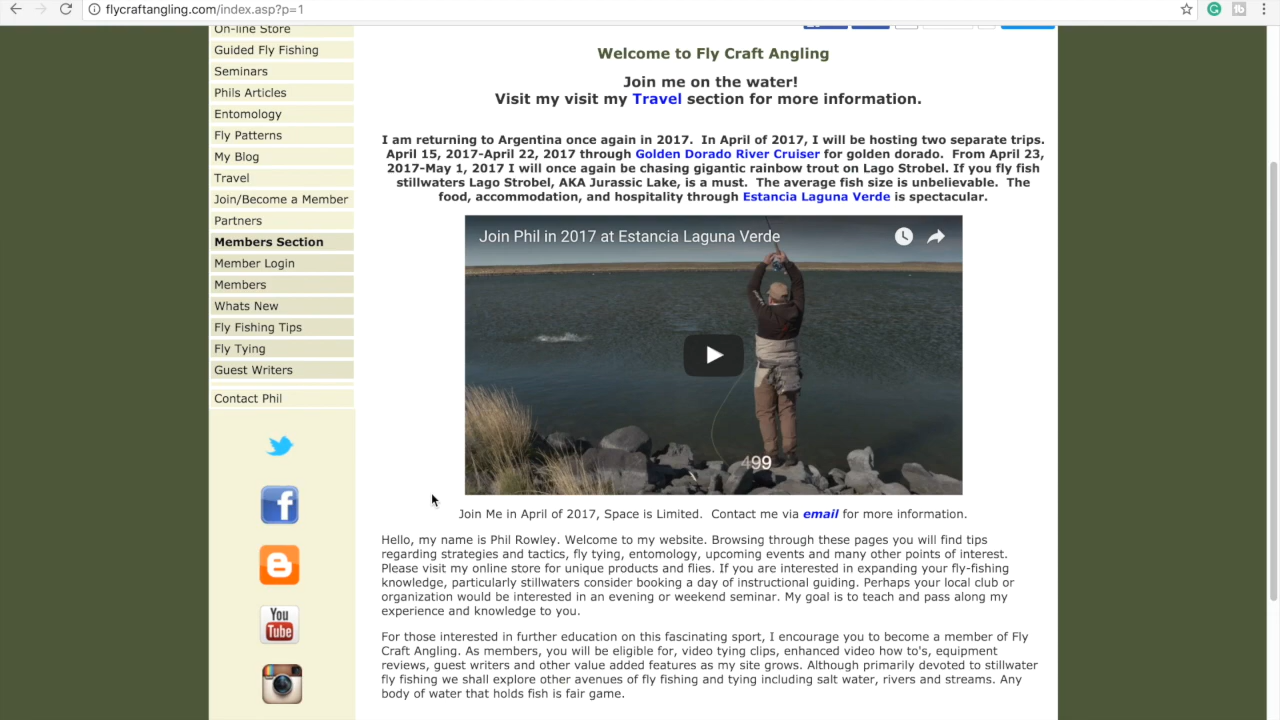 flycraftangling.com/index.asp?p=1
On-line Store
Guided Fly Fishing
Seminars
Phils Articles
Entomology
Fly Patterns
My Blog
Travel
Join/Become a Member
Partners
Members Section
Member Login
Members
Whats New
Fly Fishing Tips
Fly Tying
Guest Writers
Contact Phil
You
Tube
Welcome to Fly Craft Angling
Join me on the water!
Visit my visit my Travel section for more information.
I am returning to Argentina once again in 2017.  In April of 2017, I will be hosting two separate trips.
April 15, 2017-April 22, 2017 through Golden Dorado River Cruiser for golden dorado.  From April 23,
2017-May 1, 2017 I will once again be chasing gigantic rainbow trout on Lago Strobel. If you fly fish
stillwaters Lago Strobel, AKA Jurassic Lake, is a must.  The average fish size is unbelievable.  The
food, accommodation, and hospitality through Estancia Laguna Verde is spectacular.
Join Phil in 2017 at Estancia Laguna Verde
499
Join Me in April of 2017, Space is Limited.  Contact me via email for more information.
Hello, my name is Phil Rowley. Welcome to my website. Browsing through these pages you will find tips
regarding strategies and tactics, fly tying, entomology, upcoming events and many other points of interest.
Please visit my online store for unique products and flies. If you are interested in expanding your fly-fishing
knowledge, particularly stillwaters consider booking a day of instructional guiding. Perhaps your local club or
organization would be interested in an evening or weekend seminar. My goal is to teach and pass along my
experience and knowledge to you.
For those interested in further education on this fascinating sport, I encourage you to become a member of Fly
Craft Angling. As members, you will be eligible for, video tying clips, enhanced video how to's, equipment
reviews, guest writers and other value added features as my site grows. Although primarily devoted to stillwater
fly fishing we shall explore other avenues of fly fishing and tying including salt water, rivers and streams. Any
body of water that holds fish is fair game.